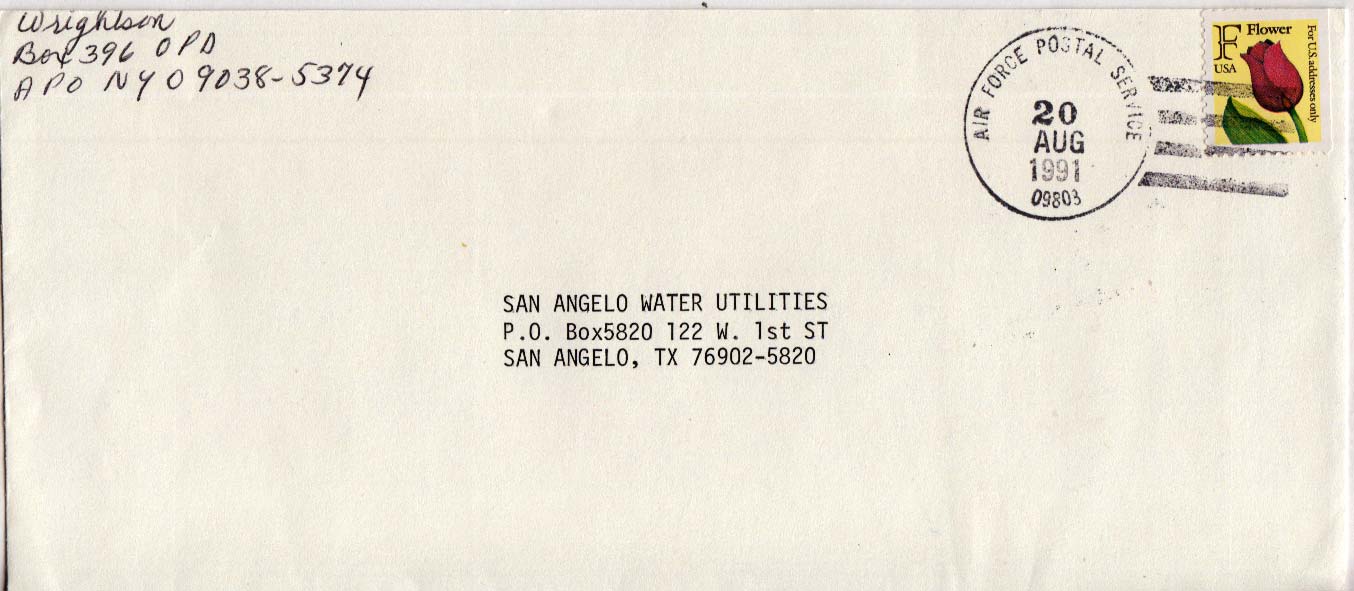 Wrightson
Box 396 OPD
APO NY 09038-5374
AIR FORCE POSTAL SERVICE
20
AUG
1991
09803
F Flower
USA
For U.S. addresses only
SAN ANGELO WATER UTILITIES
P.O. Box5820 122 W. 1st ST
SAN ANGELO, TX 76902-5820